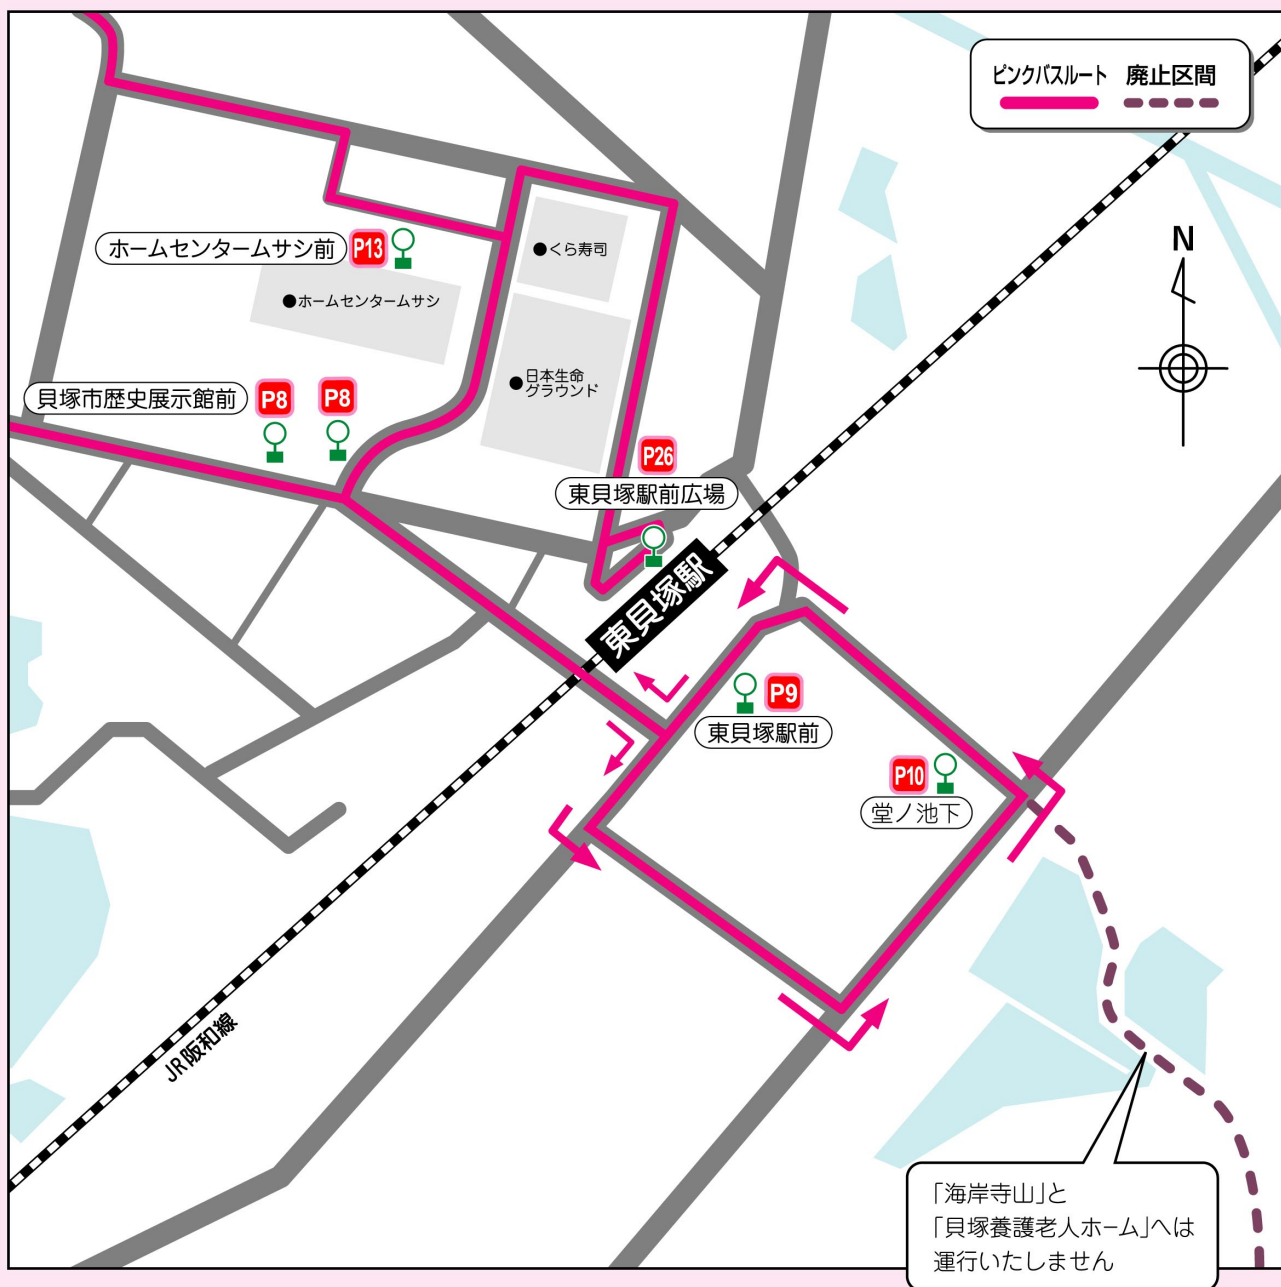 ピンクバスルート 廃止区間
N
ホームセンタームサシ前 P13
●くら寿司
●ホームセンタームサシ
●日本生命
グラウンド
貝塚市歴史展示館前 P8 P8
P26
東貝塚駅前広場
東貝塚駅
P9
東貝塚駅前
P10
堂ノ池下
JR阪和線
「海岸寺山」と
「貝塚養護老人ホーム」へは
運行いたしません